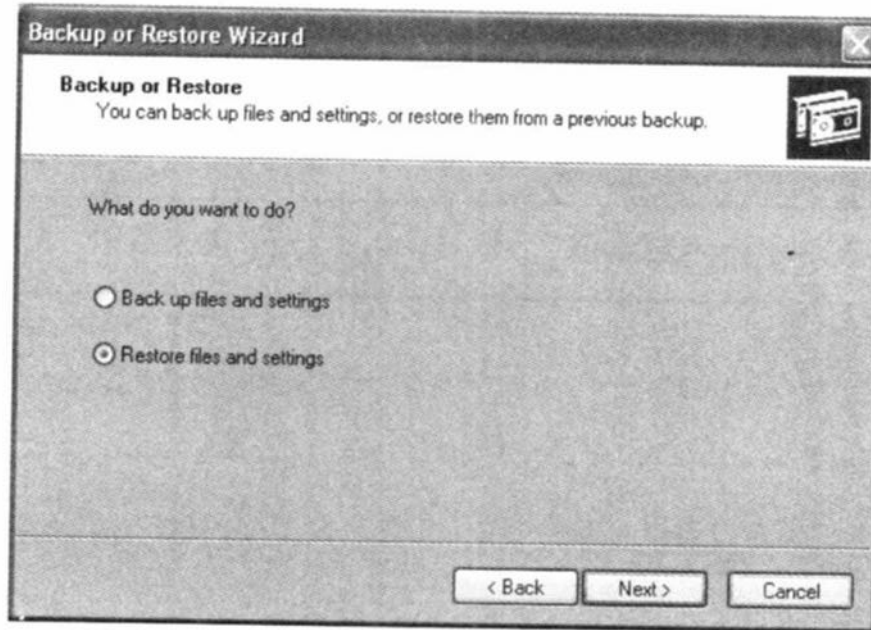 Backup or Restore Wizard
Backup or Restore
You can back up files and settings, or restore them from a previous backup.
What do you want to do?
Back up files and settings
Restore files and settings
< Back
Next >
Cancel